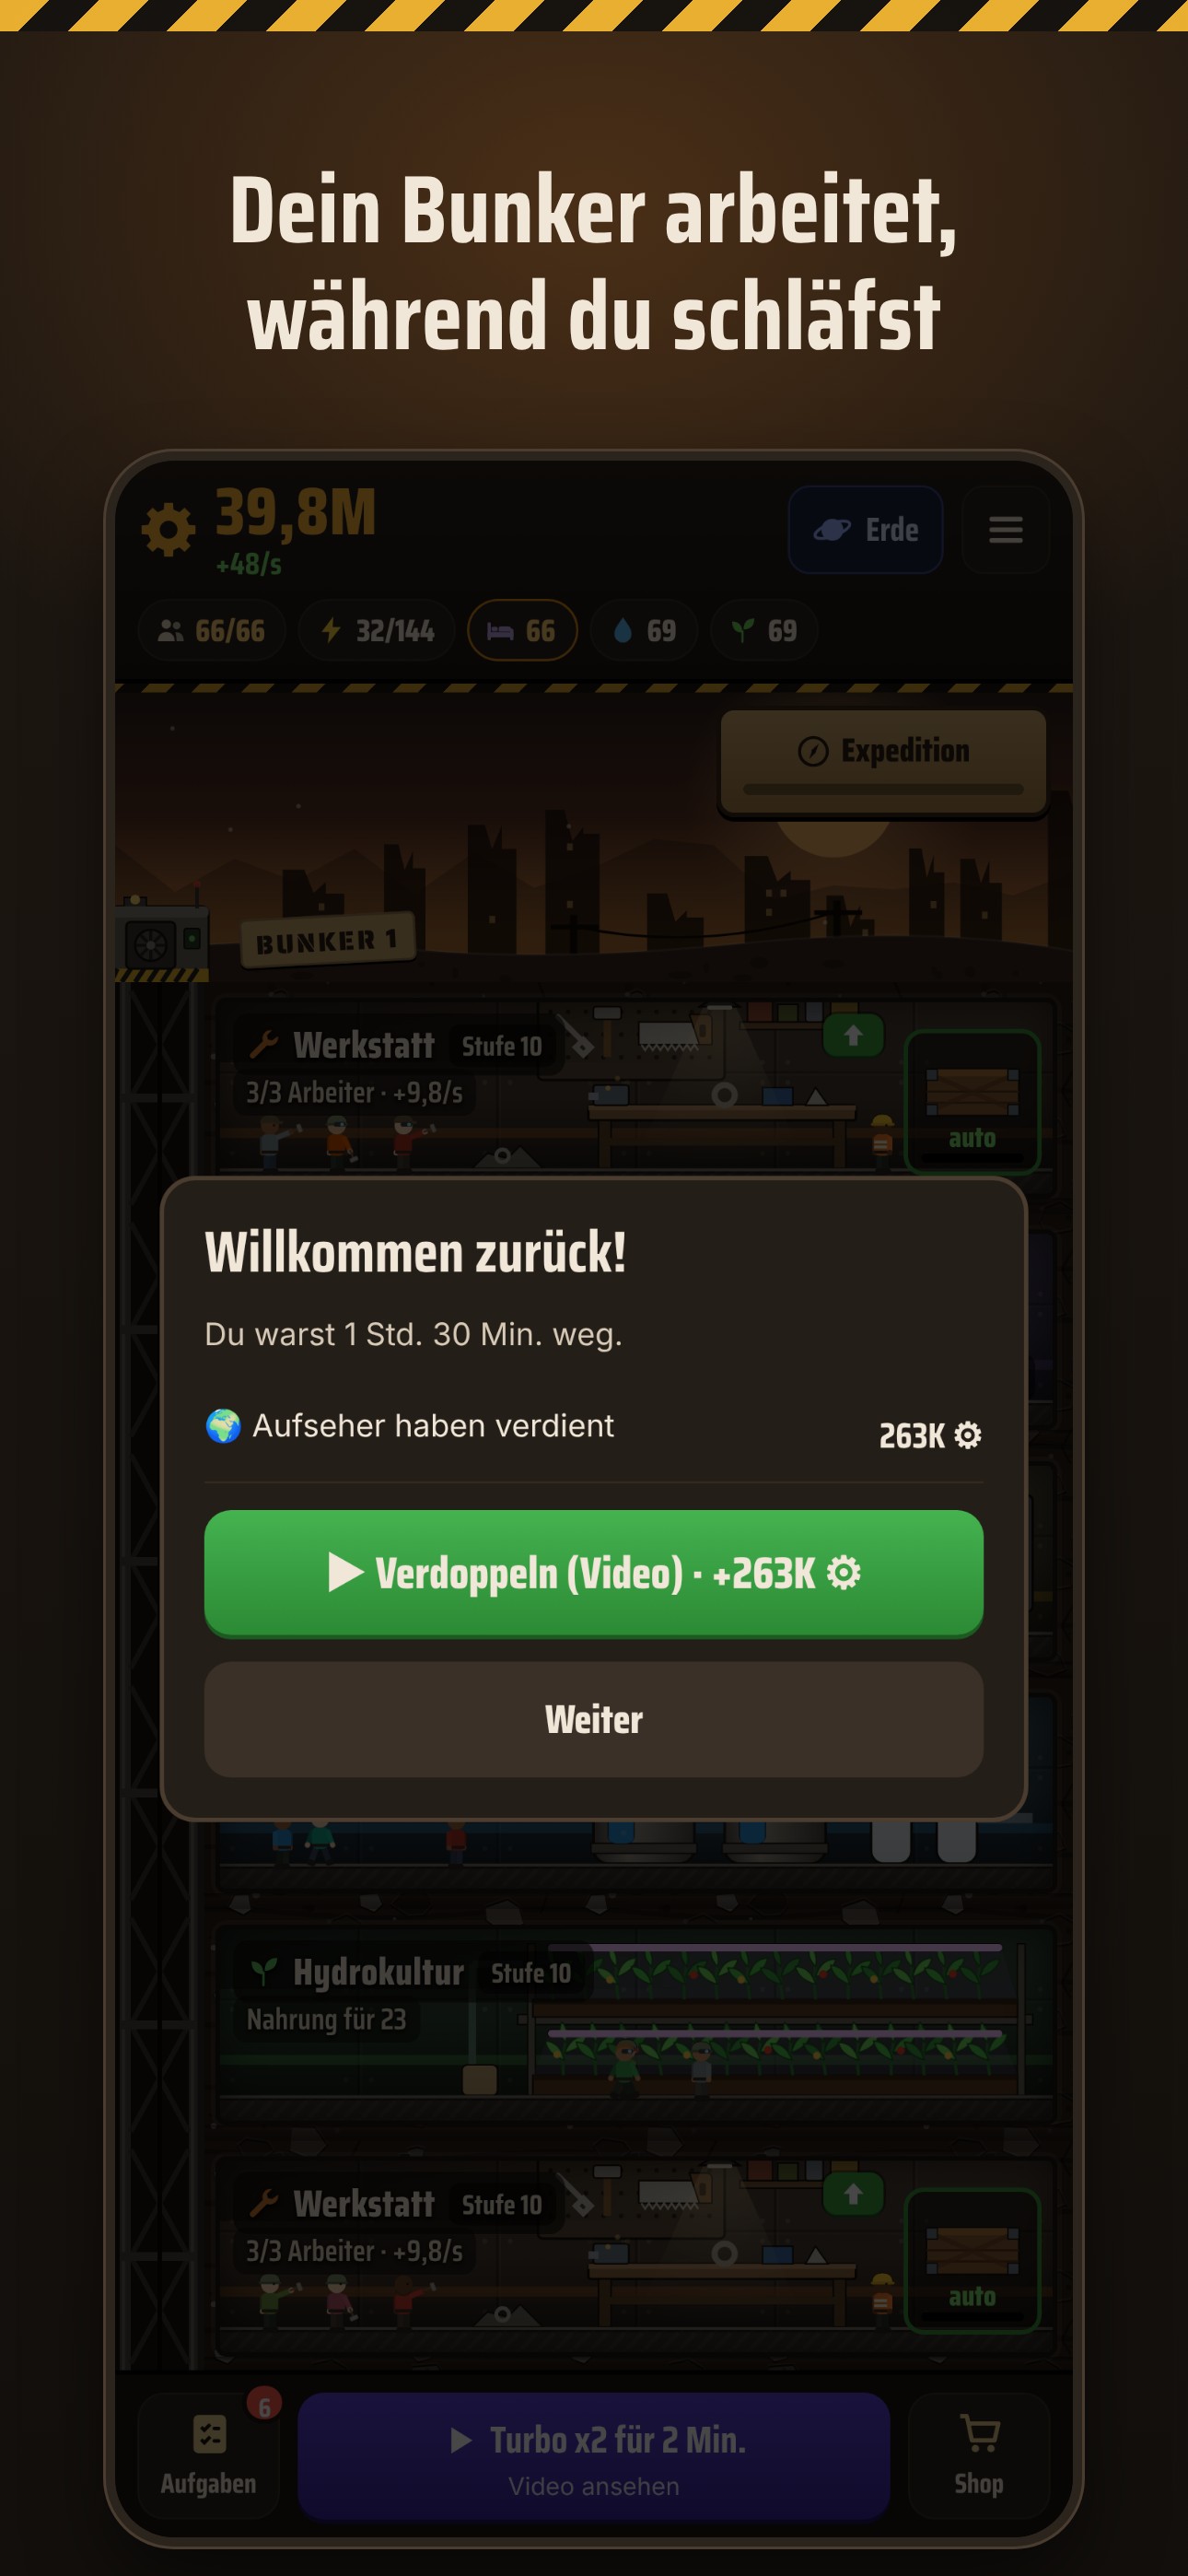 Dein Bunker arbeitet,
während du schläfst
39,8M
+48/s
Erde
66/66
32/144
66
69
69
Expedition
BUNKER 1
Werkstatt Stufe 10
3/3 Arbeiter · +9,8/s
auto
Willkommen zurück!
Du warst 1 Std. 30 Min. weg.
Aufseher haben verdient
263K
Verdoppeln (Video) · +263K
Weiter
Hydrokultur Stufe 10
Nahrung für 23
Werkstatt Stufe 10
3/3 Arbeiter · +9,8/s
auto
6
Aufgaben
Turbo x2 für 2 Min.
Video ansehen
Shop